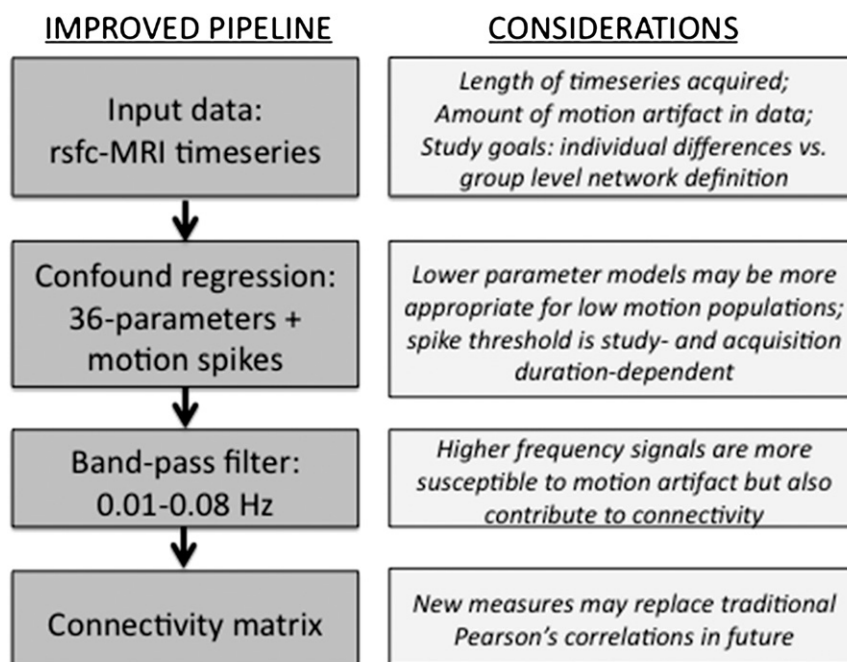 IMPROVED PIPELINE
CONSIDERATIONS
Input data:
rsfc-MRI timeseries
Length of timeseries acquired;
Amount of motion artifact in data;
Study goals: individual differences vs.
group level network definition
Confound regression:
36-parameters +
motion spikes
Lower parameter models may be more
appropriate for low motion populations;
spike threshold is study- and acquisition
duration-dependent
Band-pass filter:
0.01-0.08 Hz
Higher frequency signals are more
susceptible to motion artifact but also
contribute to connectivity
Connectivity matrix
New measures may replace traditional
Pearson's correlations in future